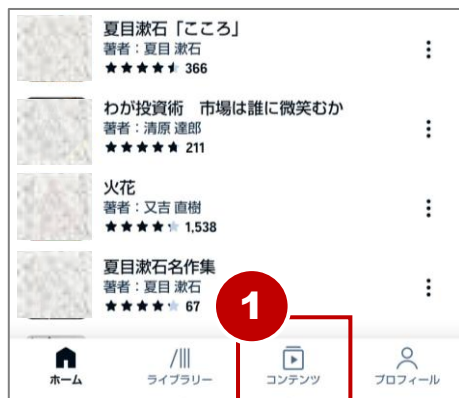 夏目漱石「こころ」
著者：夏目 漱石
★★★★★ 366
わが投資術 市場は誰に微笑むか
著者：清原 達郎
★★★★★ 211
火花
著者：又吉 直樹
★★★★★ 1,538
夏目漱石名作集
著者：夏目 漱石
★★★★★ 67
1
ホーム
ライブラリー
コンテンツ
プロフィール